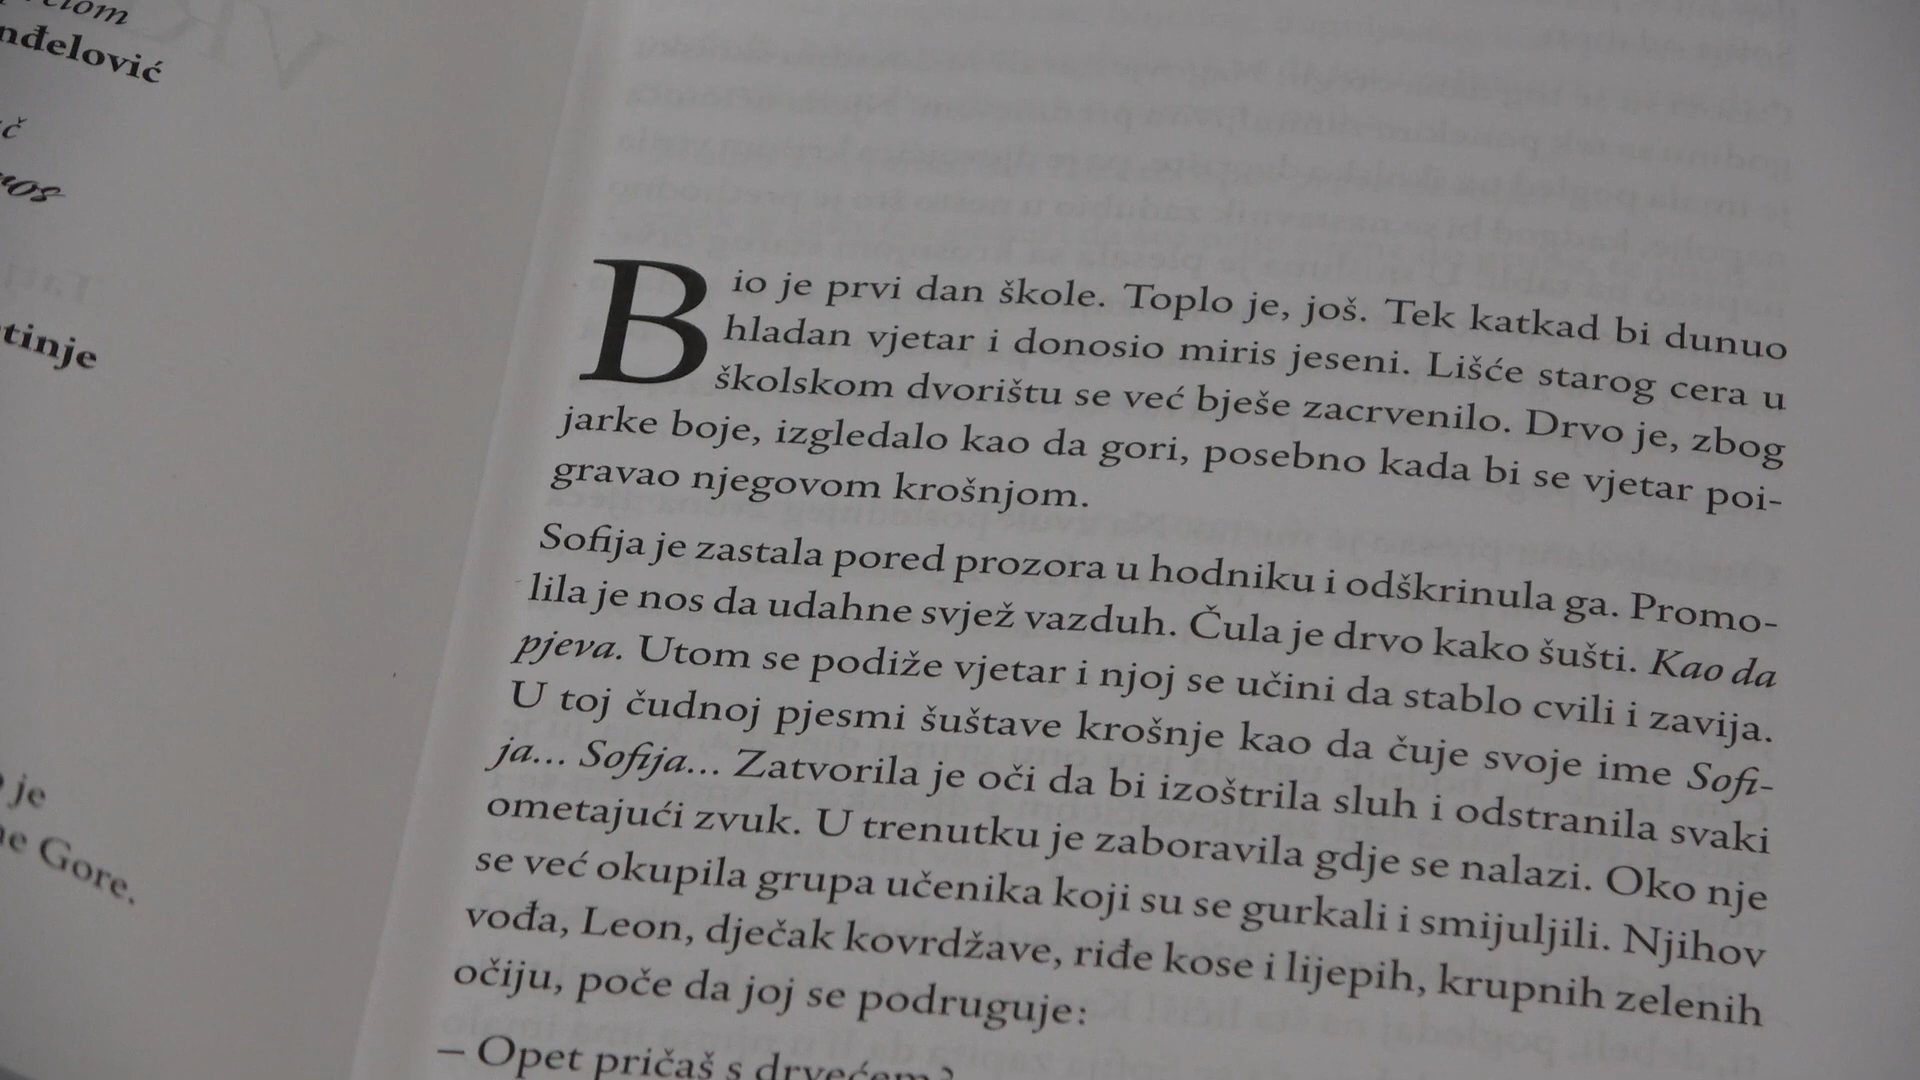 nđelović
č
tinje
je
Gore.
Bio je prvi dan škole. Toplo je, još. Tek katkad bi dunuo
hladan vjetar i donosio miris jeseni. Lišće starog cera u
školskom dvorištu se već bješe zacrvenilo. Drvo je, zbog
jarke boje, izgledalo kao da gori, posebno kada bi se vjetar poi-
gravao njegovom krošnjom.
Sofija je zastala pored prozora u hodniku i odškrinula ga. Promo-
lila je nos da udahne svjež vazduh. Čula je drvo kako šušti. Kao da
pjeva. Utom se podiže vjetar i njoj se učini da stablo cvili i zavija.
U toj čudnoj pjesmi šuštave krošnje kao da čuje svoje ime Sofi-
ja... Sofija... Zatvorila je oči da bi izoštrila sluh i odstranila svaki
ometajući zvuk. U trenutku je zaboravila gdje se nalazi. Oko nje
se već okupila grupa učenika koji su se gurkali i smijuljili. Njihov
vođa, Leon, dječak kovrdžave, riđe kose i lijepih, krupnih zelenih
očiju, poče da joj se podruguje:
– Opet pričaš s drvećem?